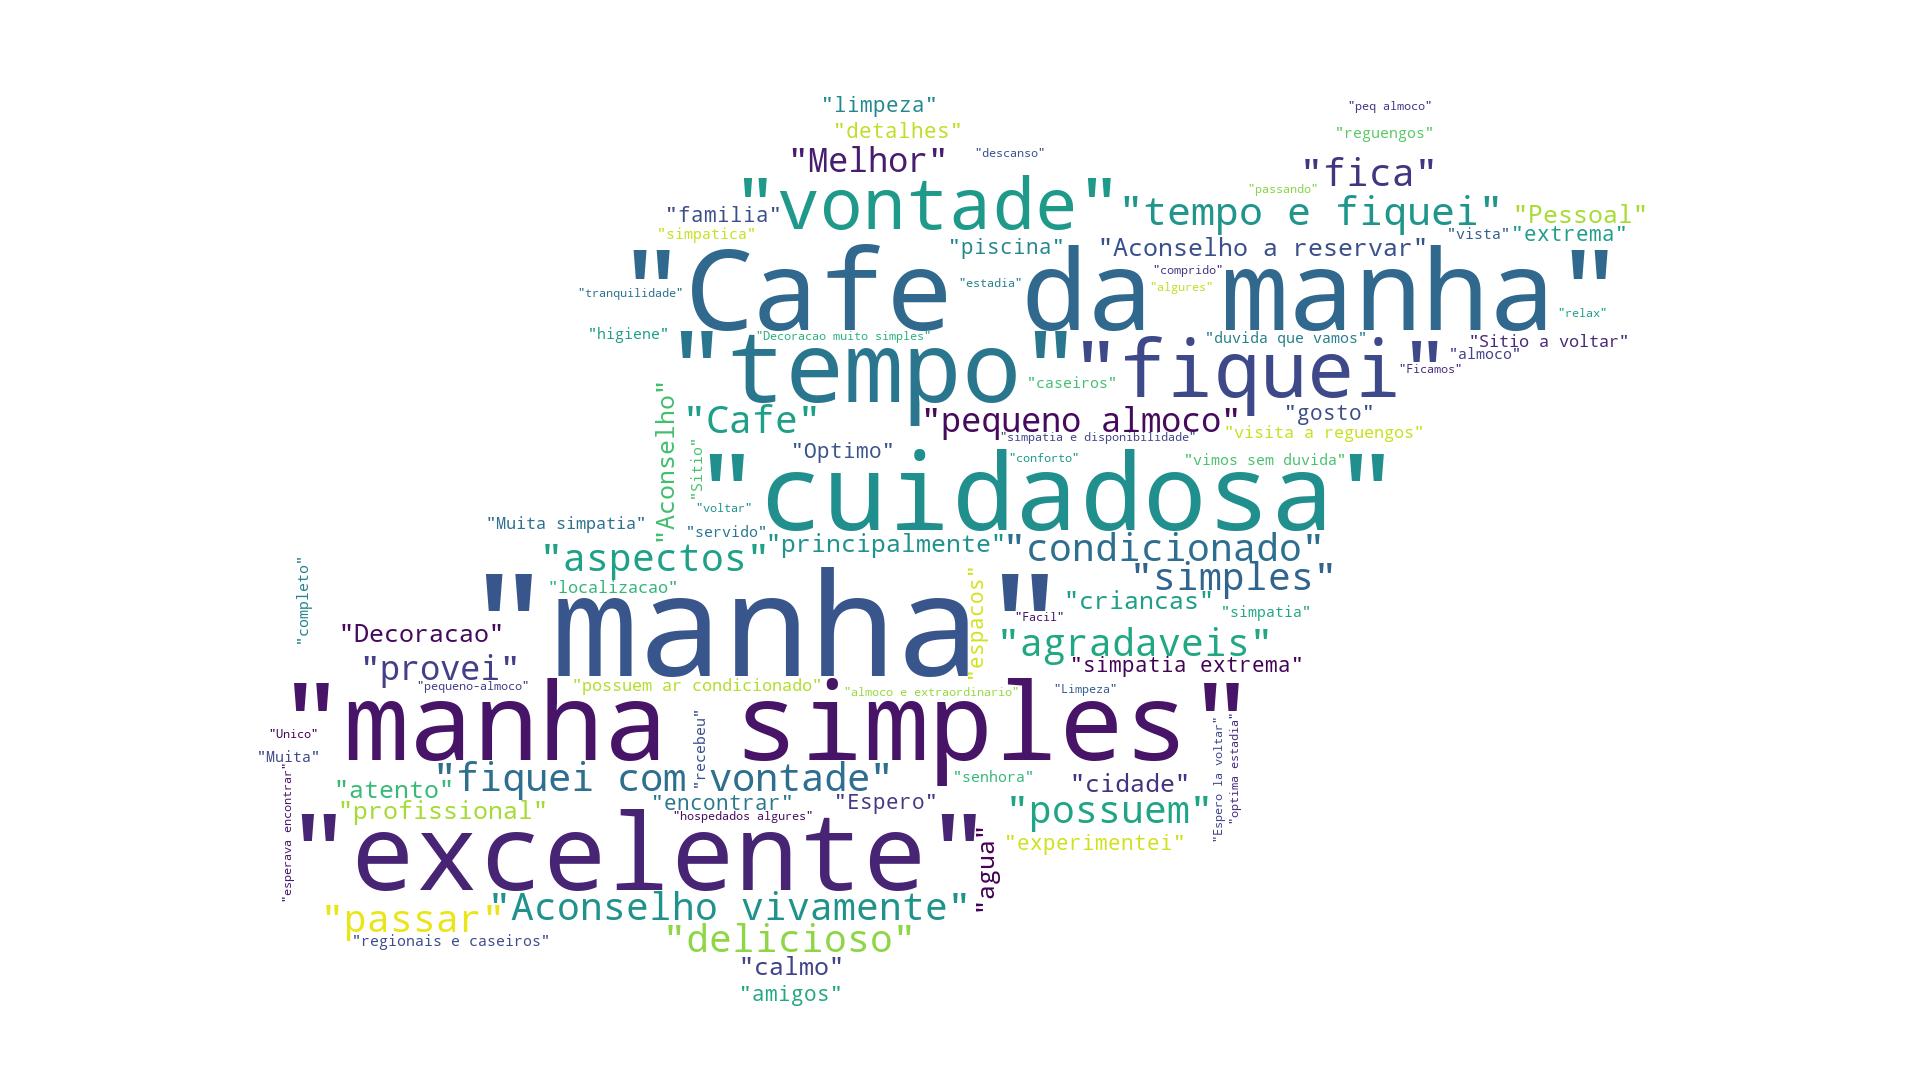 "limpeza"
"peq almoco"
"detalhes"
"reguengos"
"Melhor"
"descanso"
"fica"
"passando"
"vontade"
"tempo e fiquei"
"Pessoal"
"familia"
"simpatica"
"piscina"
"Aconselho a reservar"
"vista"
"extrema"
"Cafe da manha"
"comprido"
"estadia"
"algures"
"tranquilidade"
"relax"
"higiene"
"Decoracao muito simples"
"duvida que vamos"
"Sitio a voltar"
"tempo"
"fiquei"
"almoco"
"Ficamos"
"caseiros"
"Aconselho"
"Cafe"
"pequeno almoco"
"gosto"
"simpatia e disponibilidade"
"visita a reguengos"
"Optimo"
"conforto"
"vimos sem duvida"
"Sitio"
"cuidadosa"
"voltar"
"Muita simpatia"
"servido"
"principalmente"
"condicionado"
"aspectos"
"simples"
"localizacao"
"completo"
"manha"
"espacos"
"criancas"
"simpatia"
"Facil"
"Decoracao"
"agradaveis"
"provei"
"simpatia extrema"
"pequeno-almoco"
"possuem ar condicionado"
"almoco e extraordinario"
"Limpeza"
"manha simples"
"Unico"
"Muita"
"recebeu"
"Espero la voltar"
"optima estadia"
"fiquei com vontade"
"senhora"
"cidade"
"atento"
"esperava encontrar"
"profissional"
"encontrar"
"Espero"
"possuem"
"hospedados algures"
"excelente"
"experimentei"
"agua"
"passar"
"Aconselho vivamente"
"regionais e caseiros"
"delicioso"
"calmo"
"amigos"